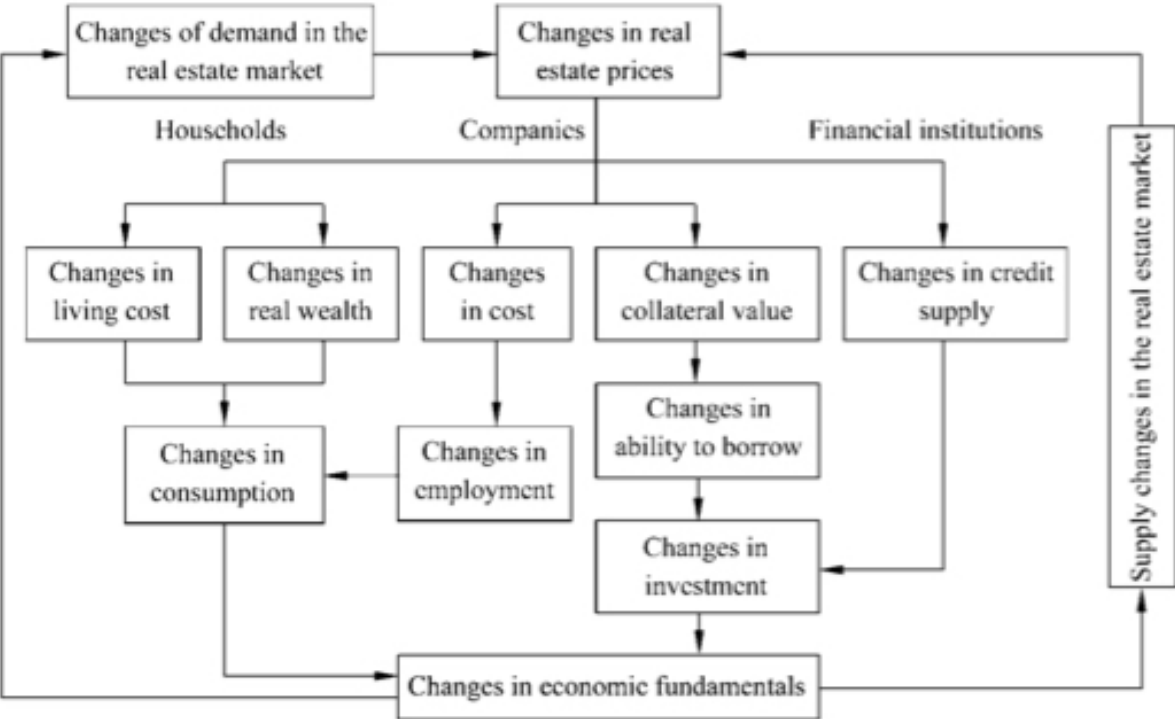 Changes of demand in the
real estate market
Changes in real
estate prices
Households
Companies
Financial institutions
Changes in
living cost
Changes in
real wealth
Changes
in cost
Changes in
collateral value
Changes in credit
supply
Changes in
ability to borrow
Changes in
consumption
Changes in
employment
Changes in
investment
Changes in economic fundamentals
Supply changes in the real estate market